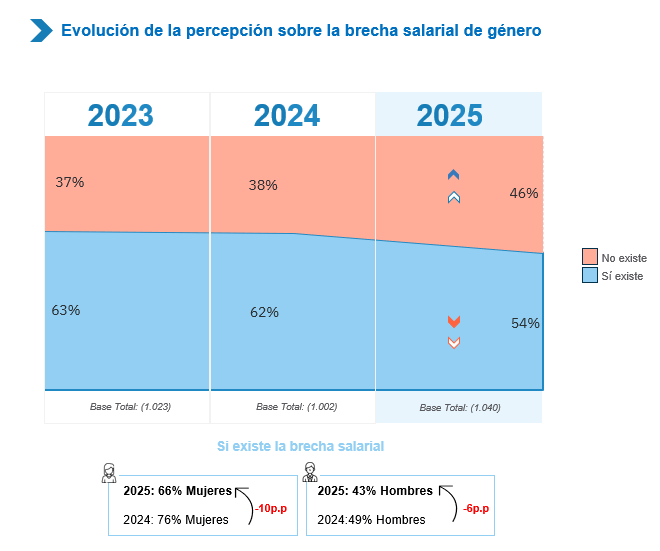 Evolución de la percepción sobre la brecha salarial de género
2023 2024 2025
37% 38% 46%
63% 62% 54%
No existe
Sí existe
Base Total: (1.023) Base Total: (1.002) Base Total: (1.040)
Si existe la brecha salarial
2025: 66% Mujeres
-10p.p
2024: 76% Mujeres
2025: 43% Hombres
-6p.p
2024:49% Hombres